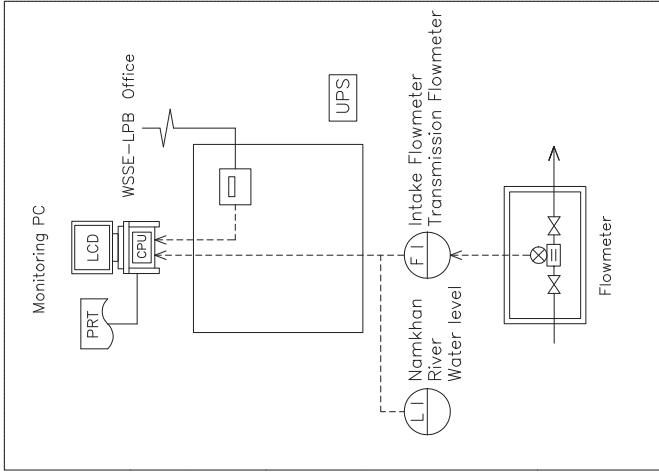 Monitoring PC
LCD
CPU
PRT
WSSE-LPB Office
UPS
F I
Intake Flowmeter
Transmission Flowmeter
L I
Namkhan
River
Water level
Flowmeter